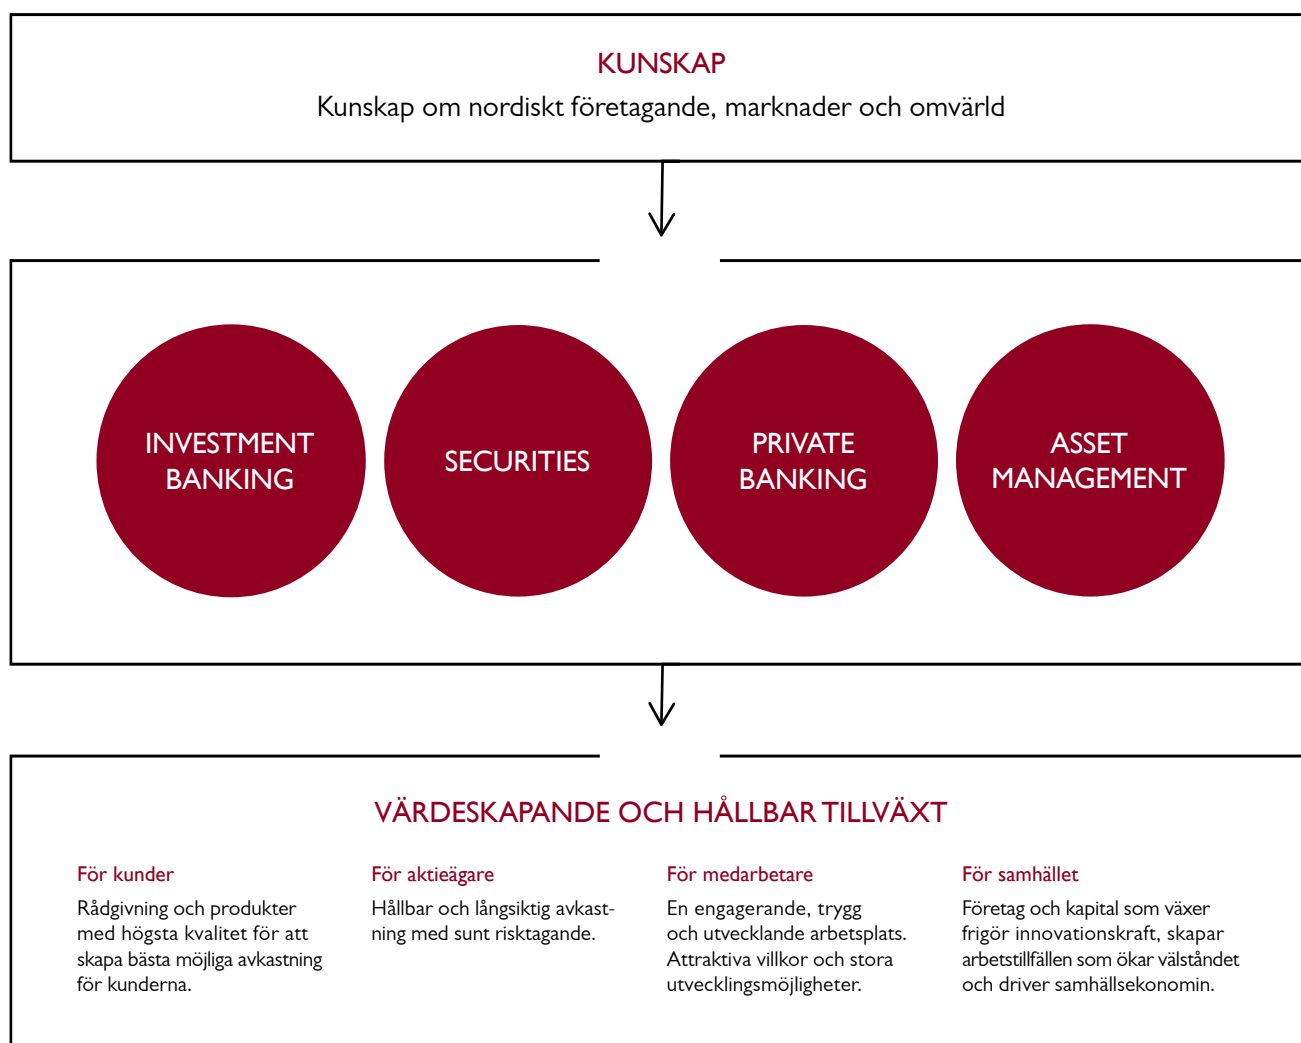 KUNSKAP
Kunskap om nordiskt företagande, marknader och omvärld
INVESTMENT
BANKING
SECURITIES
PRIVATE
BANKING
ASSET
MANAGEMENT
VÄRDESKAPANDE OCH HÅLLBAR TILLVÄXT
För kunder
Rådgivning och produkter
med högsta kvalitet för att
skapa bästa möjliga avkastning
för kunderna.
För aktieägare
Hållbar och långsiktig avkast-
ning med sunt risktagande.
För medarbetare
En engagerande, trygg
och utvecklande arbetsplats.
Attraktiva villkor och stora
utvecklingsmöjligheter.
För samhället
Företag och kapital som växer
frigör innovationskraft, skapar
arbetstillfällen som ökar välståndet
och driver samhällsekonomin.